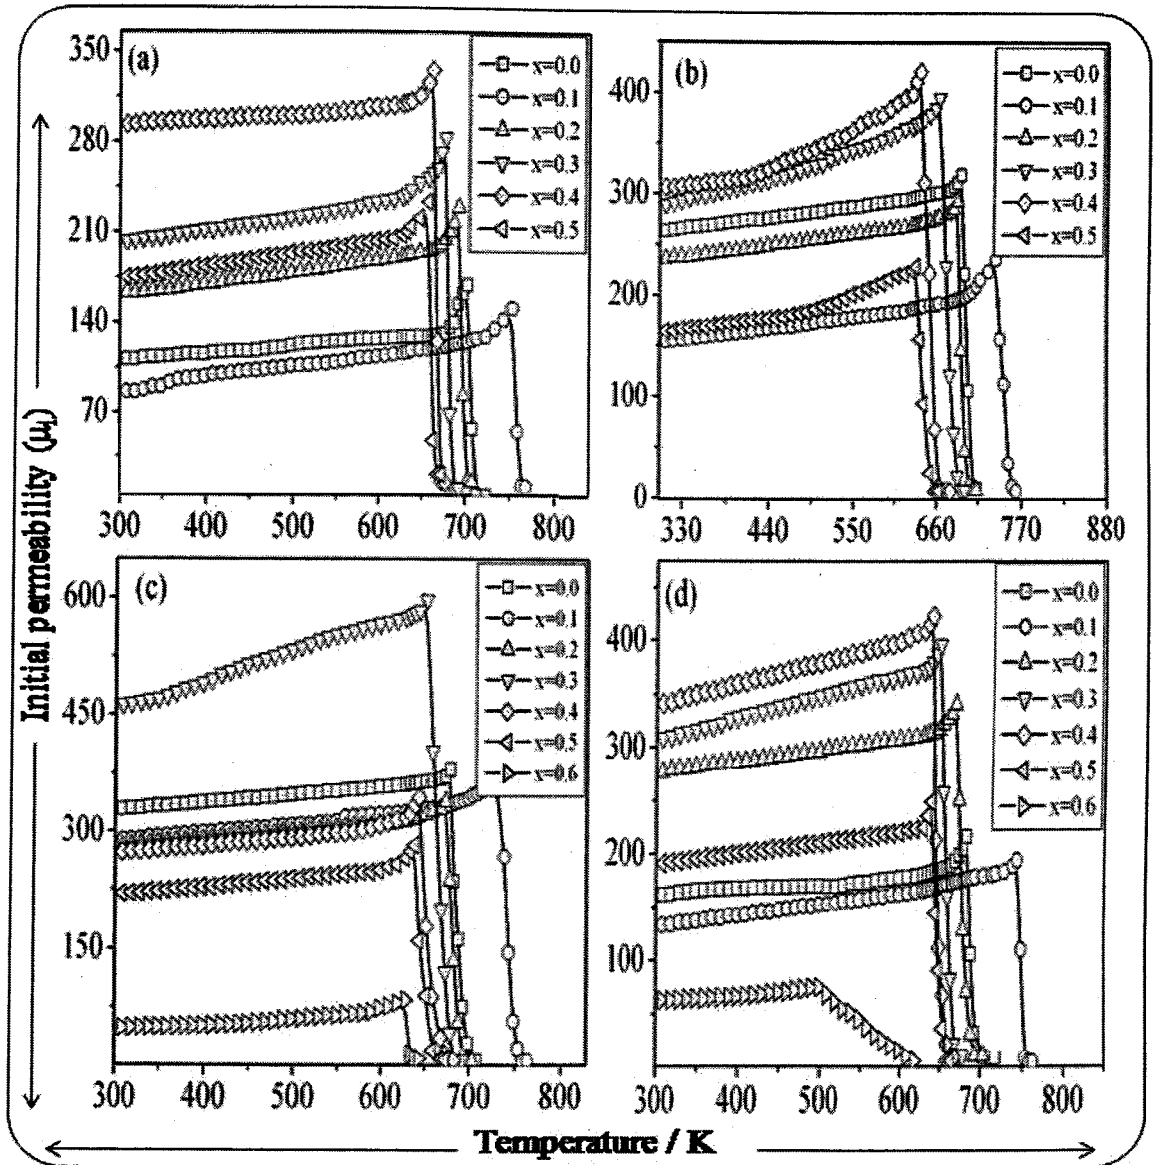 Initial permeability (μi)
(a)
350
280
210
140
70
300 400 500 600 700 800
x=0.0
x=0.1
x=0.2
x=0.3
x=0.4
x=0.5
(b)
400
300
200
100
0
330 440 550 660 770 880
x=0.0
x=0.1
x=0.2
x=0.3
x=0.4
x=0.5
(c)
600
450
300
150
300 400 500 600 700 800
x=0.0
x=0.1
x=0.2
x=0.3
x=0.4
x=0.5
x=0.6
(d)
400
300
200
100
300 400 500 600 700 800
x=0.0
x=0.1
x=0.2
x=0.3
x=0.4
x=0.5
x=0.6
Temperature / K